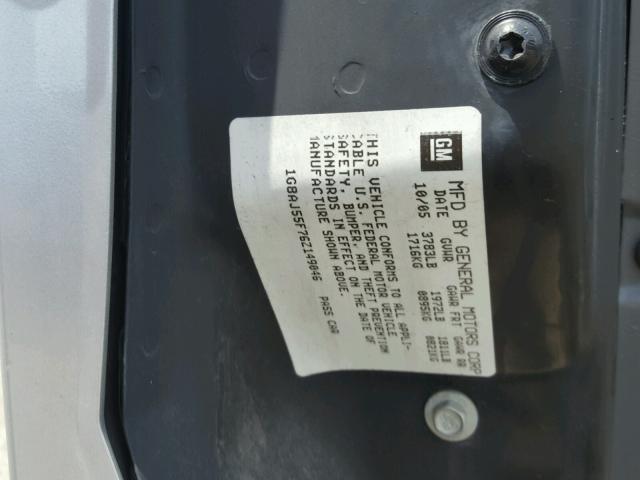 GM MFD BY GENERAL MOTORS CORP
DATE GVWR GAWR FRT GAWR RR
10/05 3783LB 1972LB 1811LB
1716KG 0895KG 0821KG
THIS VEHICLE CONFORMS TO ALL APPLI-
CABLE U.S. FEDERAL MOTOR VEHICLE
SAFETY, BUMPER, AND THEFT PREVENTION
STANDARDS IN EFFECT ON THE DATE OF
MANUFACTURE SHOWN ABOVE.
1G8AJ55F76Z149046 PASS CAR